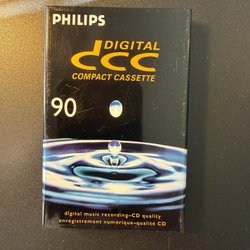 PHILIPS
DIGITAL
dcc
COMPACT CASSETTE
90
digital music recording-CD quality
enregistrement numérique-qualité CD